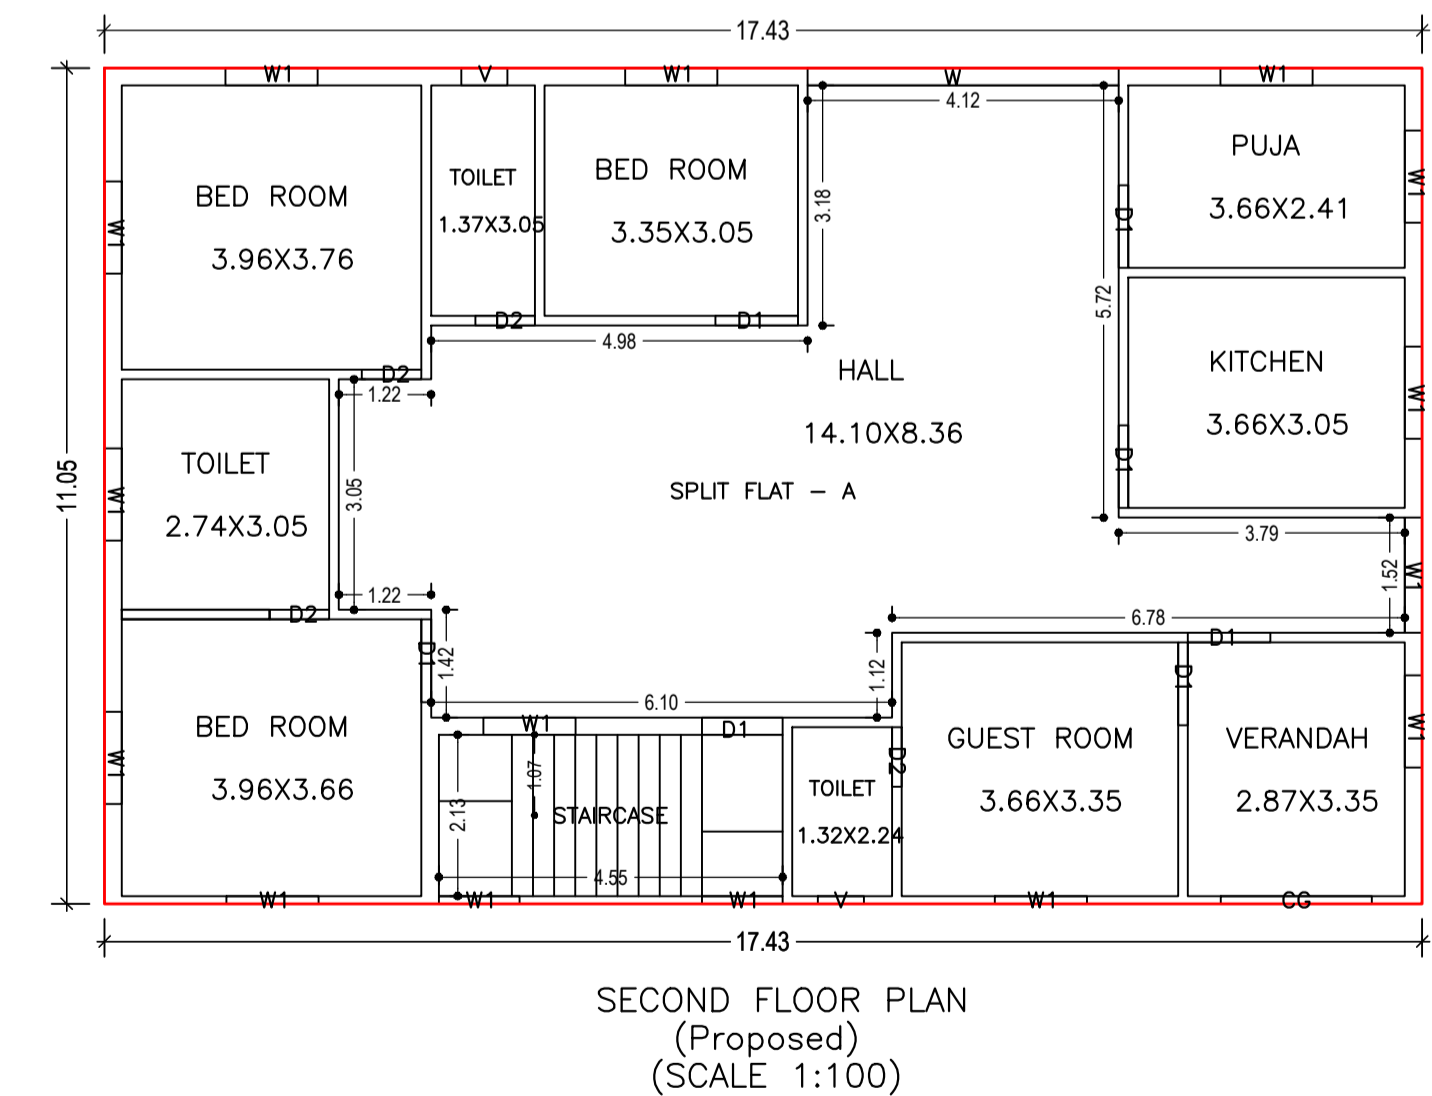 17.43
W1
V
W1
W
W1
4.12
PUJA
3.66X2.41
W1
BED ROOM
3.96X3.76
W1
TOILET
1.37X3.05
BED ROOM
3.35X3.05
3.18
D1
5.72
D2
D1
4.98
HALL
14.10X8.36
KITCHEN
3.66X3.05
W1
D2
1.22
TOILET
2.74X3.05
W1
3.05
SPLIT FLAT - A
D1
11.05
3.79
1.52
W1
1.22
D2
6.78
D1
D1
1.42
1.12
D1
6.10
W1
D1
BED ROOM
3.96X3.66
W1
2.13
1.07
STAIRCASE
4.55
TOILET
1.32X2.24
D2
GUEST ROOM
3.66X3.35
VERANDAH
2.87X3.35
W1
W1
W1
W1
V
W1
CG
17.43
SECOND FLOOR PLAN
(Proposed)
(SCALE 1:100)